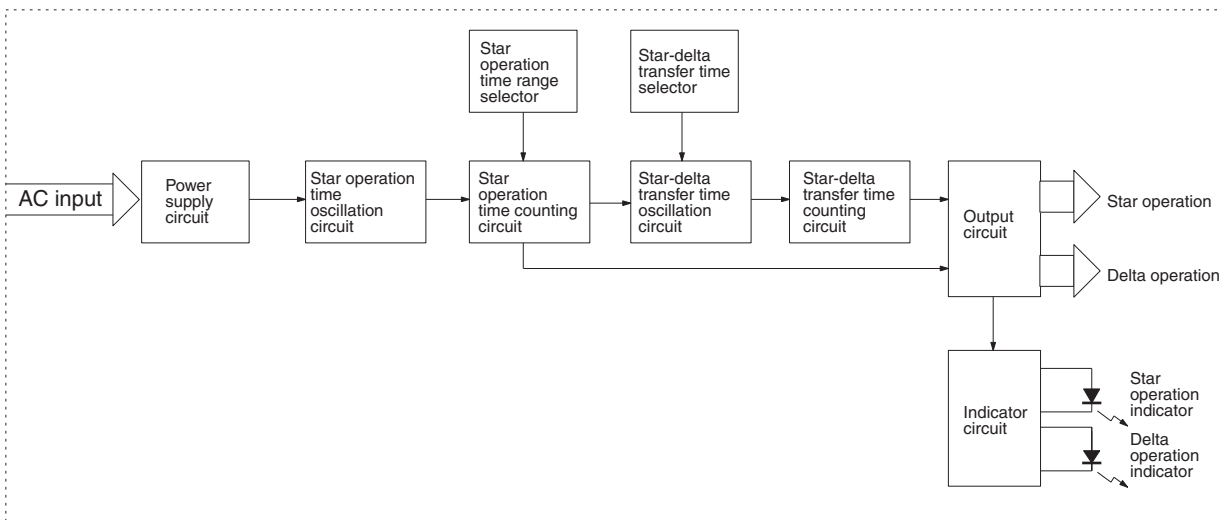 Star
operation
time range
selector
Star-delta
transfer time
selector
AC input
Power
supply
circuit
Star operation
time
oscillation
circuit
Star
operation
time counting
circuit
Star-delta
transfer time
oscillation
circuit
Star-delta
transfer time
counting
circuit
Output
circuit
Star operation
Delta operation
Indicator
circuit
Star
operation
indicator
Delta
operation
indicator